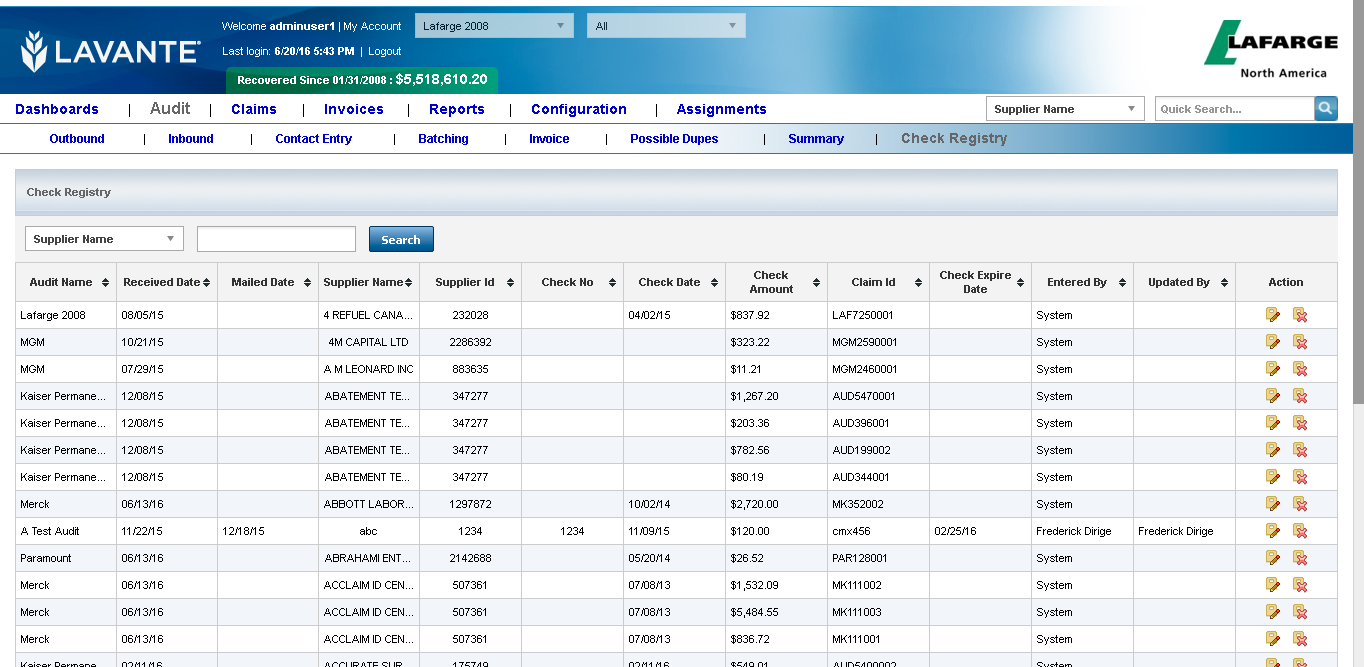 Welcome adminuser1 | My Account Lafarge 2008 All
LAVANTE
Last login: 6/20/16 5:43 PM | Logout
Recovered Since 01/31/2008 : $5,518,610.20
LAFARGE
North America
Dashboards | Audit | Claims | Invoices | Reports | Configuration | Assignments Supplier Name Quick Search...
Outbound | Inbound | Contact Entry | Batching | Invoice | Possible Dupes | Summary | Check Registry
Check Registry
Supplier Name Search
Audit Name Received Date Mailed Date Supplier Name Supplier Id Check No Check Date Check Amount Claim Id Check Expire Date Entered By Updated By Action
Lafarge 2008 08/05/15 4 REFUEL CANA... 232028 04/02/15 $837.92 LAF7250001 System
MGM 10/21/15 4M CAPITAL LTD 2286392 $323.22 MGM2590001 System
MGM 07/29/15 A M LEONARD INC 883635 $11.21 MGM2460001 System
Kaiser Permane... 12/08/15 ABATEMENT TE... 347277 $1,267.20 AUD5470001 System
Kaiser Permane... 12/08/15 ABATEMENT TE... 347277 $203.36 AUD396001 System
Kaiser Permane... 12/08/15 ABATEMENT TE... 347277 $782.56 AUD199002 System
Kaiser Permane... 12/08/15 ABATEMENT TE... 347277 $80.19 AUD344001 System
Merck 06/13/16 ABBOTT LABOR... 1297872 10/02/14 $2,720.00 MK352002 System
A Test Audit 11/22/15 12/18/15 abc 1234 1234 11/09/15 $120.00 cmx456 02/25/16 Frederick Dirige Frederick Dirige
Paramount 06/13/16 ABRAHAMI ENT... 2142688 05/20/14 $26.52 PAR128001 System
Merck 06/13/16 ACCLAIM ID CEN... 507361 07/08/13 $1,532.09 MK111002 System
Merck 06/13/16 ACCLAIM ID CEN... 507361 07/08/13 $5,484.55 MK111003 System
Merck 06/13/16 ACCLAIM ID CEN... 507361 07/08/13 $836.72 MK111001 System
Kaiser Permane... 02/11/16 ACCURATE SUR... 175749 02/11/16 $549.01 AUD5400002 System